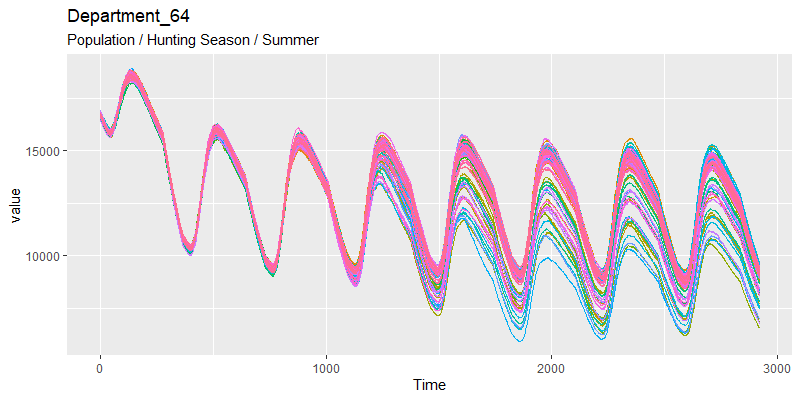 Department_64
Population / Hunting Season / Summer
15000
10000
value
0
1000
2000
3000
Time